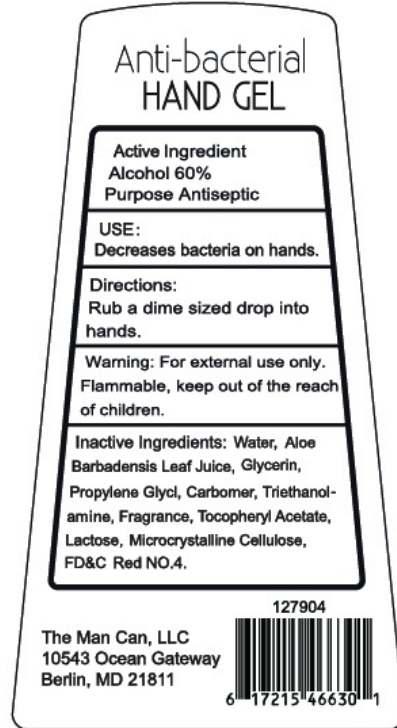 Anti-bacterial
HAND GEL
Active Ingredient
Alcohol 60%
Purpose Antiseptic
USE:
Decreases bacteria on hands.
Directions:
Rub a dime sized drop into
hands.
Warning: For external use only.
Flammable, keep out of the reach
of children.
Inactive Ingredients: Water, Aloe
Barbadensis Leaf Juice, Glycerin,
Propylene Glycl, Carbomer, Triethanol-
amine, Fragrance, Tocopheryl Acetate,
Lactose, Microcrystalline Cellulose,
FD&C Red NO.4.
The Man Can, LLC
10543 Ocean Gateway
Berlin, MD 21811
127904
6 17215 46630 1